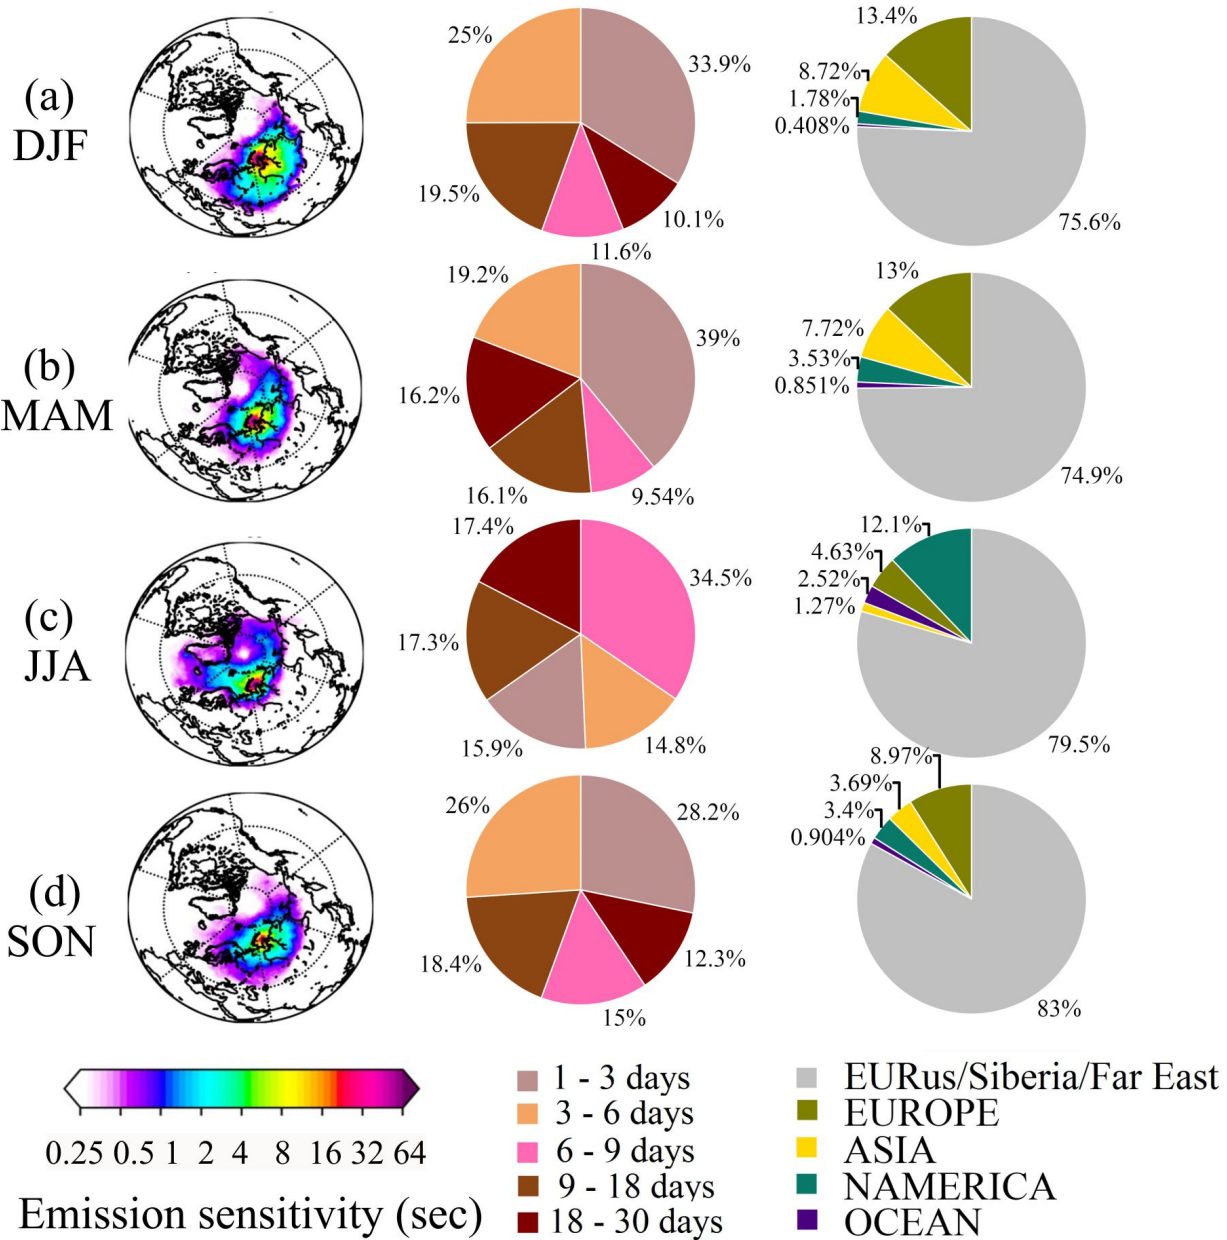 (a)
DJF
25%
33.9%
19.5%
10.1%
11.6%
13.4%
8.72%
1.78%
0.408%
75.6%
(b)
MAM
19.2%
39%
16.2%
16.1%
9.54%
13%
7.72%
3.53%
0.851%
74.9%
(c)
JJA
17.4%
34.5%
17.3%
15.9%
14.8%
12.1%
4.63%
2.52%
1.27%
79.5%
(d)
SON
26%
28.2%
18.4%
12.3%
15%
8.97%
3.69%
3.4%
0.904%
83%
0.25 0.5 1 2 4 8 16 32 64
Emission sensitivity (sec)
1 - 3 days
3 - 6 days
6 - 9 days
9 - 18 days
18 - 30 days
EURus/Siberia/Far East
EUROPE
ASIA
NAMERICA
OCEAN